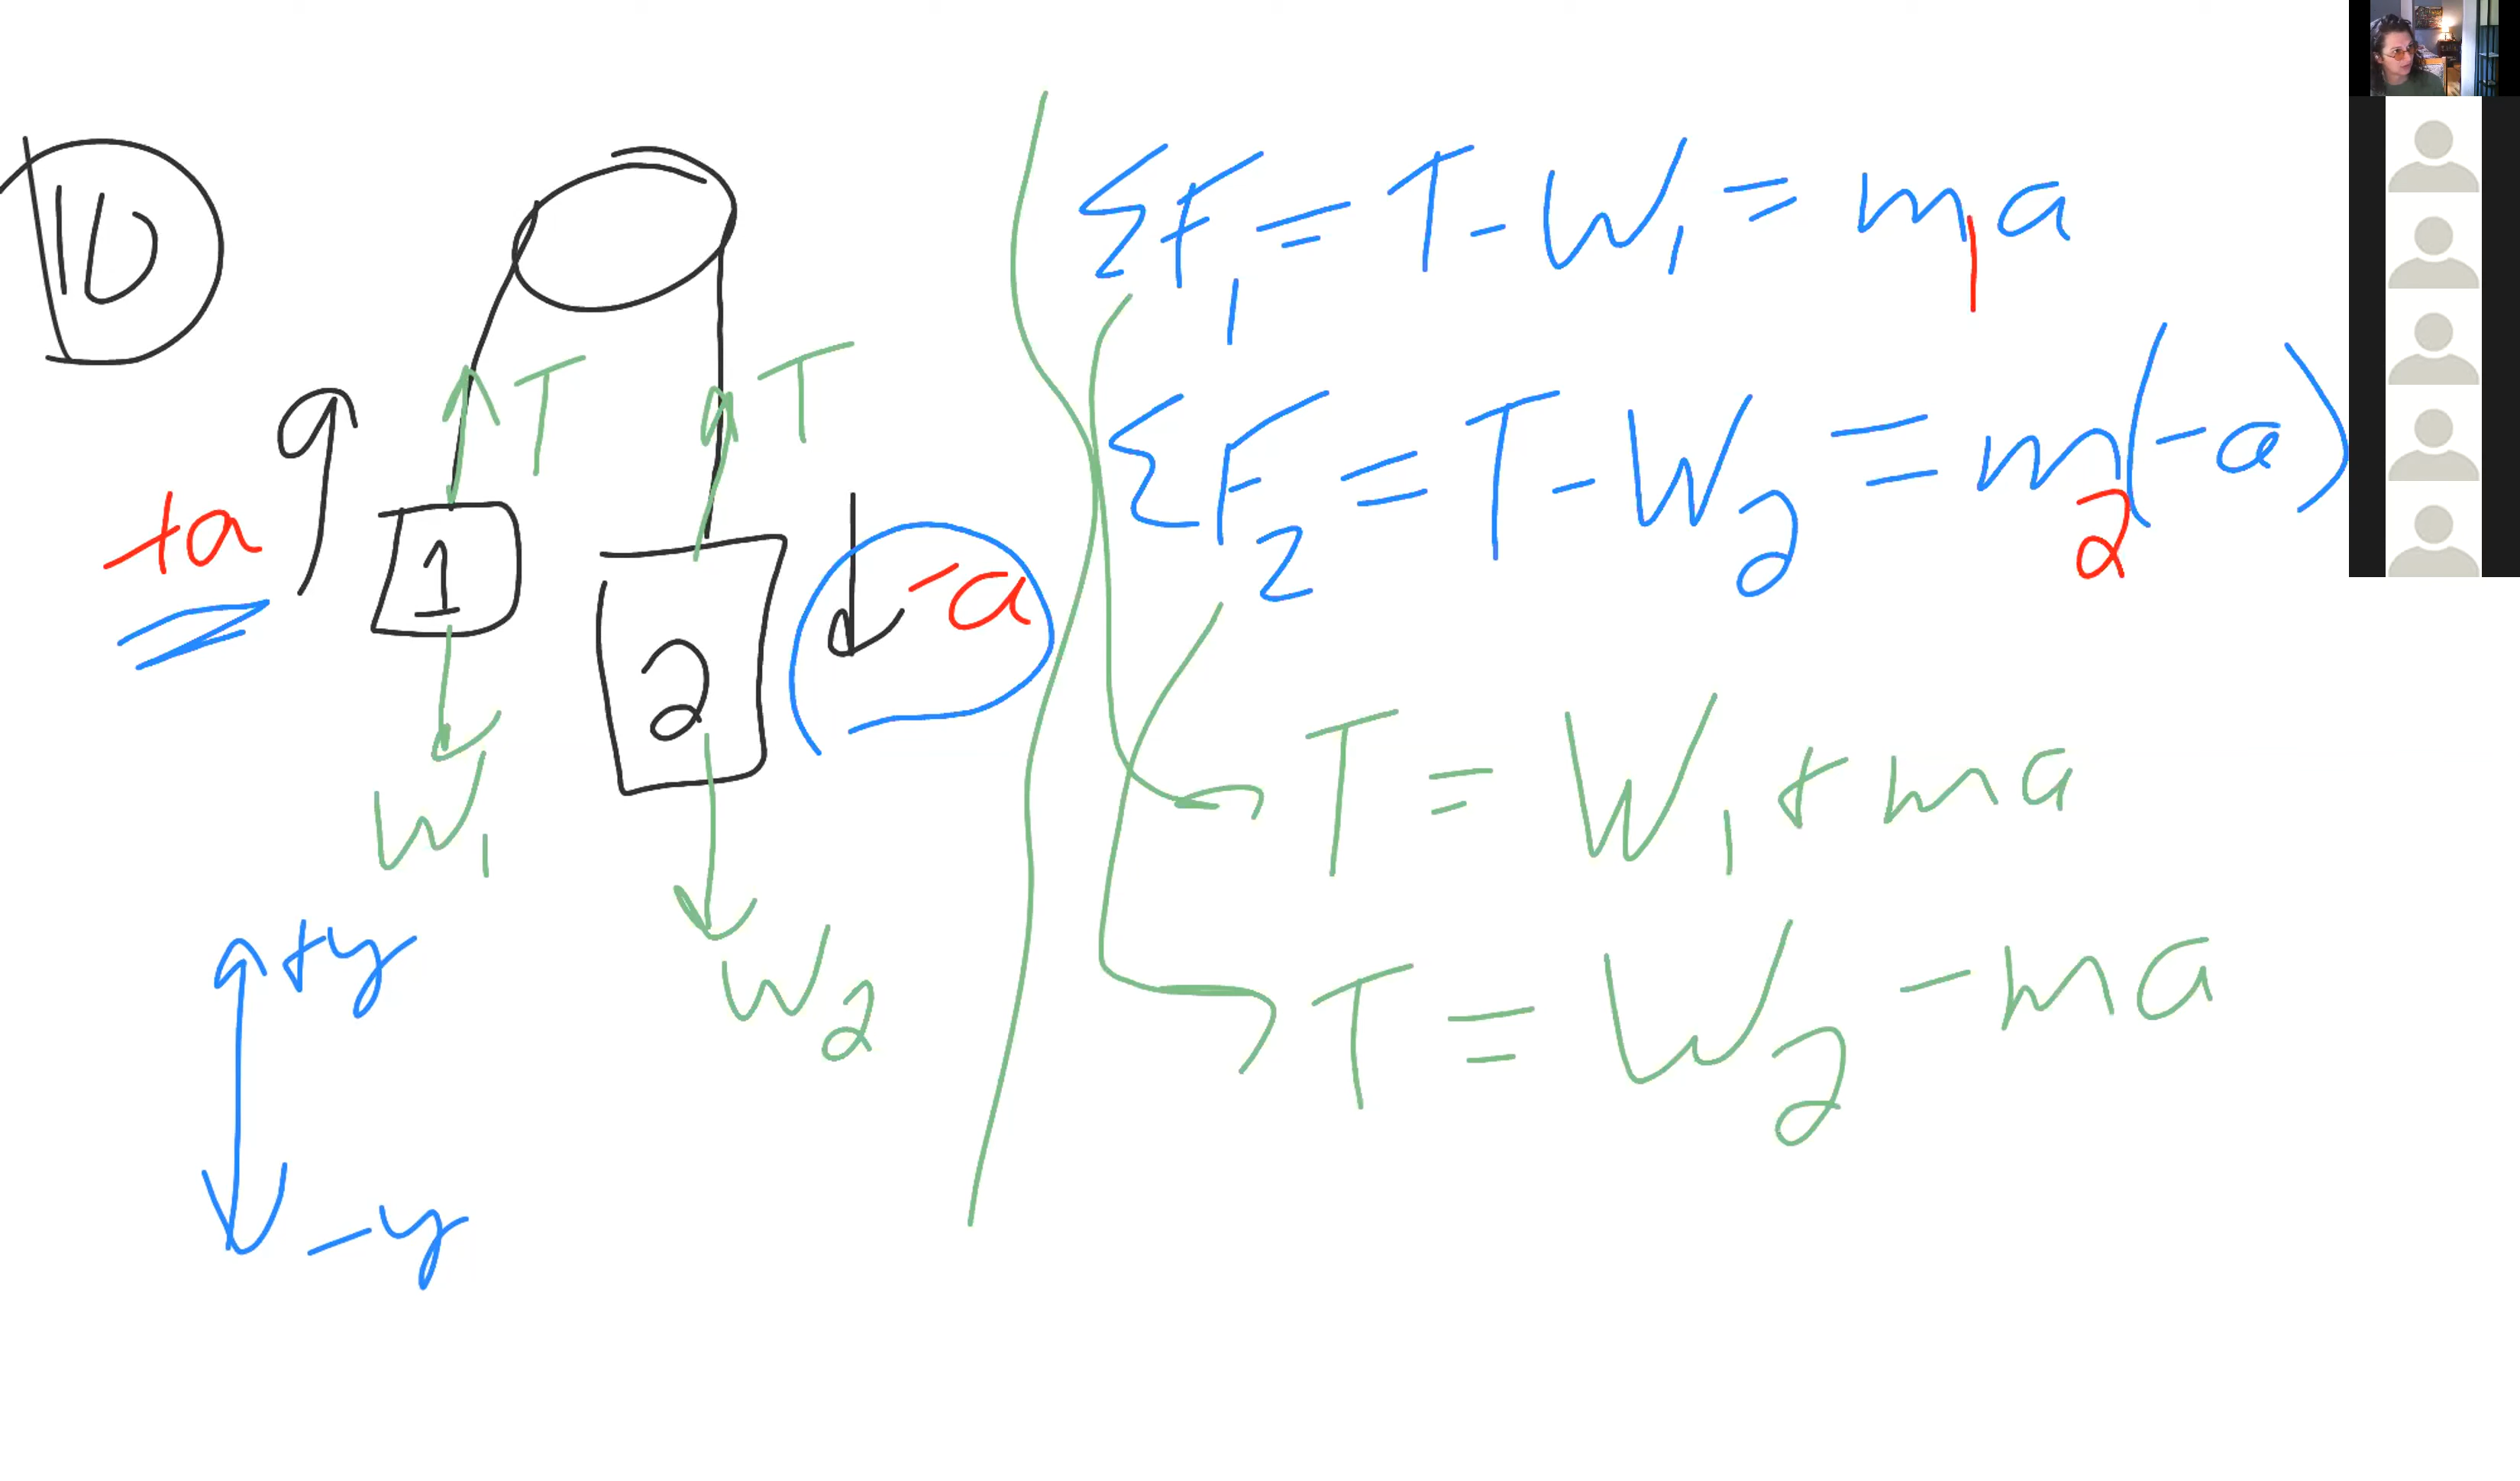 10
T
T
+a
1
-a
2
W₁
W₂
+y
-y
ΣF₁ = T - W₁ = m₁a
ΣF₂ = T - W₂ = m₂(-a)
T = W₁ + ma
T = W₂ - ma